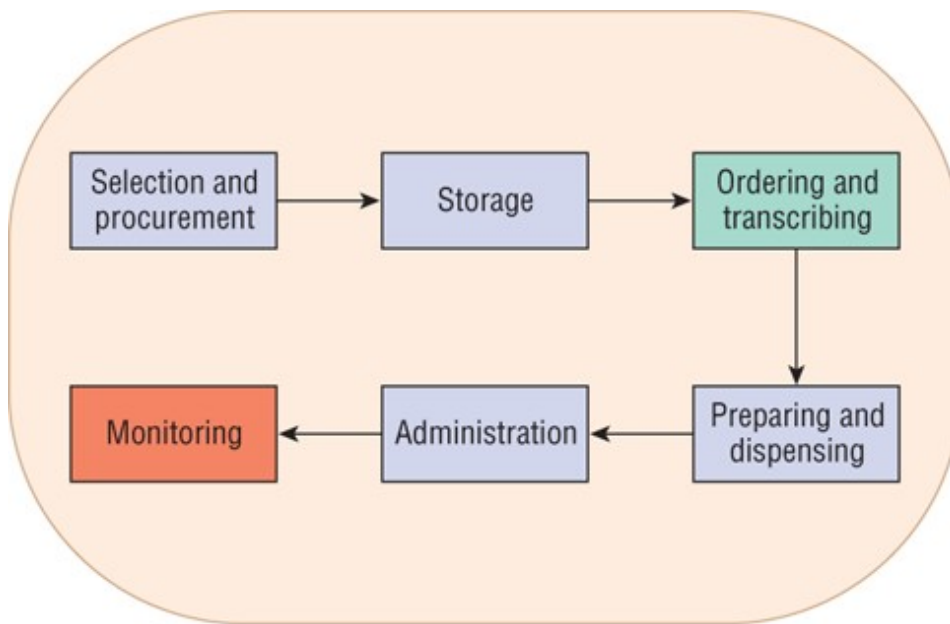 Selection and
procurement
Storage
Ordering and
transcribing
Preparing and
dispensing
Administration
Monitoring